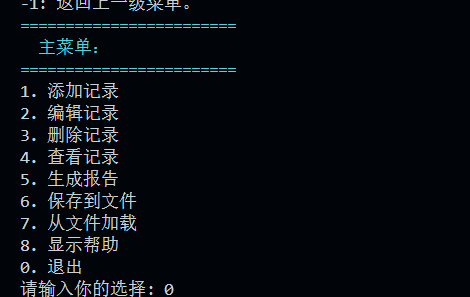 -1: 返回上一级菜单。
========================
主菜单:
========================
1. 添加记录
2. 编辑记录
3. 删除记录
4. 查看记录
5. 生成报告
6. 保存到文件
7. 从文件加载
8. 显示帮助
0. 退出
请输入你的选择: 0